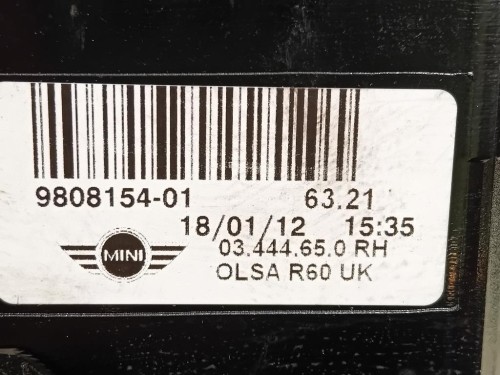 9808154-01 63.21
18/01/12 15:35
03.444.65.0 RH
MINI
OLSA R60 UK